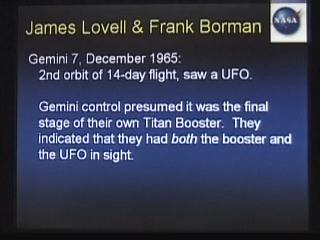 James Lovell & Frank Borman
NASA
Gemini 7, December 1965:
2nd orbit of 14-day flight, saw a UFO.
Gemini control presumed it was the final
stage of their own Titan Booster. They
indicated that they had both the booster and
the UFO in sight.